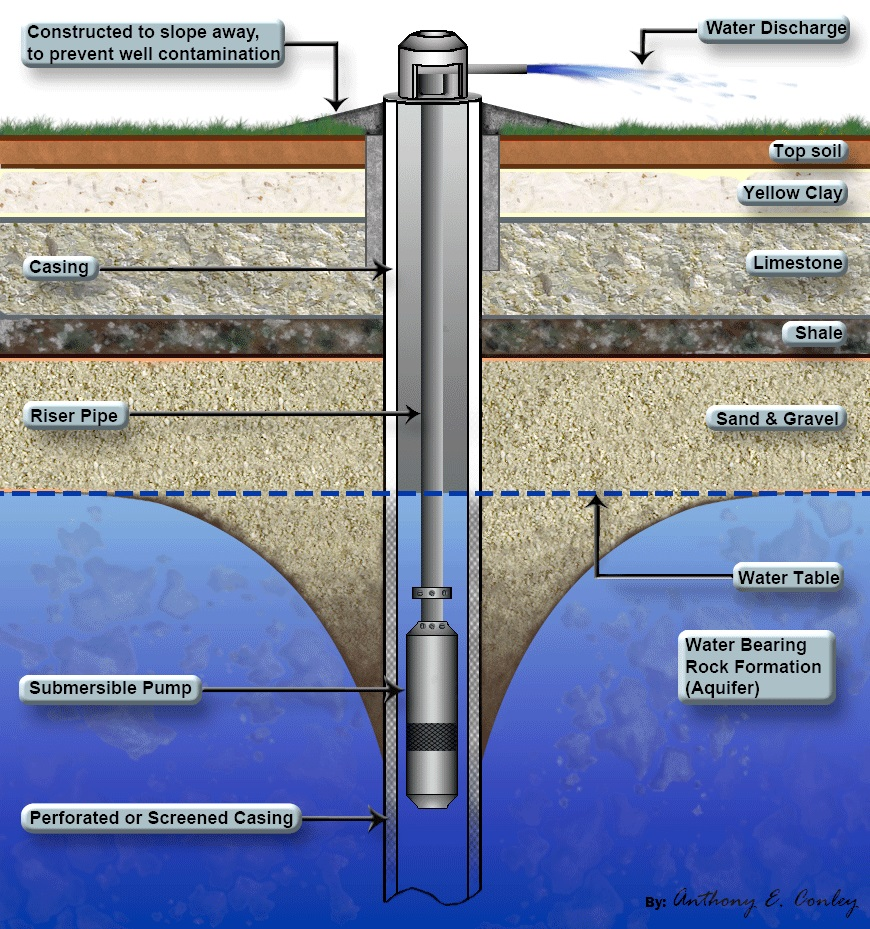 Constructed to slope away,
to prevent well contamination
Water Discharge
Top soil
Yellow Clay
Casing
Limestone
Shale
Riser Pipe
Sand & Gravel
Water Table
Water Bearing
Rock Formation
(Aquifer)
Submersible Pump
Perforated or Screened Casing
By: Anthony E. Conley